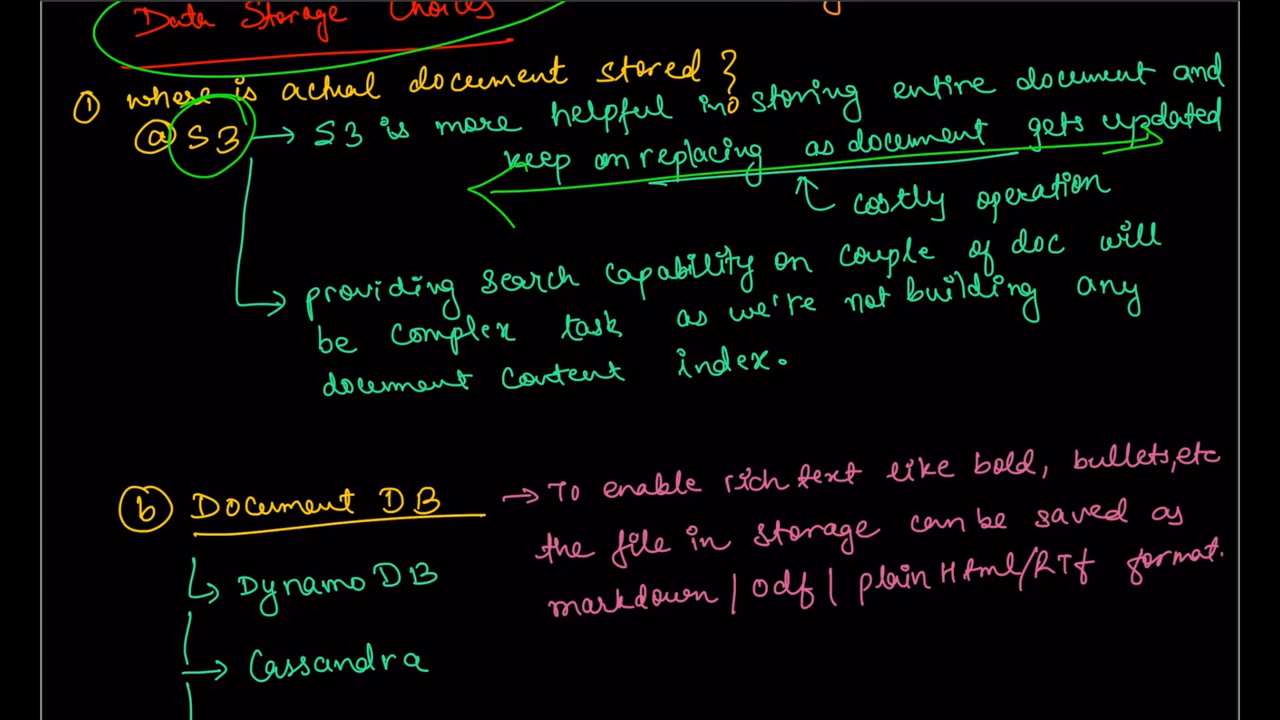 Data Storage Choices
① where is actual document stored?
ⓐ S3 → S3 is more helpful in storing entire document and
keep on replacing as document gets updated
costly operation
providing search capability on couple of doc will
be complex task as we're not building any
document content index.
ⓑ Document DB → To enable rich text like bold, bullets, etc
the file in storage can be saved as
markdown | odf | plain Html/RTf format.
↳ Dynamo DB
→ Cassandra